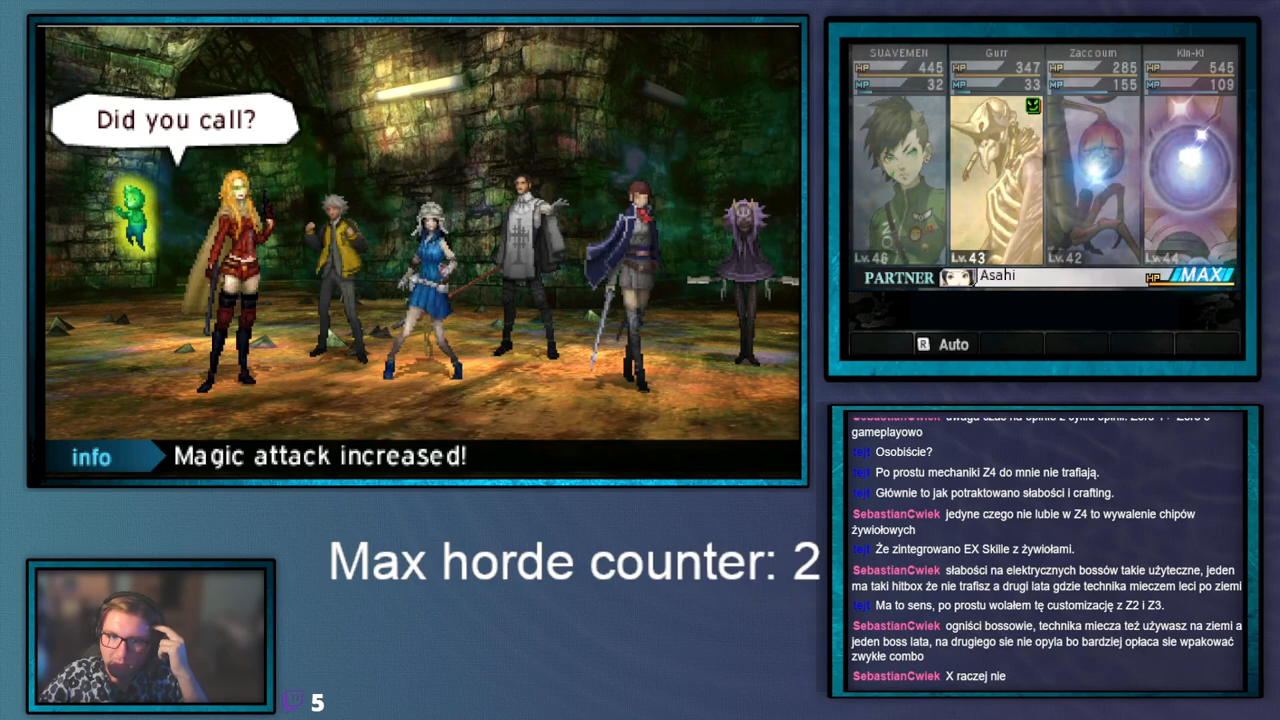 Did you call?
info Magic attack increased!
SUAVEMEN Gurr Zaccoum Kin-Ki
HP 445 HP 347 HP 285 HP 545
MP 32 MP 33 MP 155 MP 109
Lv.46 Lv.43 Lv.42 Lv.44
PARTNER Asahi HP MAX
R Auto
gameplayowo
tejt Osobiście?
tejt Po prostu mechaniki Z4 do mnie nie trafiają.
tejt Głównie to jak potraktowano słabości i crafting.
SebastianCwiek jedyne czego nie lubie w Z4 to wywalenie chipów
żywiołowych
tejt Że zintegrowano EX Skille z żywiołami.
SebastianCwiek słabości na elektrycznych bossów takie użyteczne, jeden
ma taki hitbox że nie trafisz a drugi lata gdzie technika mieczem leci po ziemi
tejt Ma to sens, po prostu wolałem tę customizację z Z2 i Z3.
SebastianCwiek ogniści bossowie, technika miecza też używasz na ziemi a
jeden boss lata, na drugiego sie nie opyla bo bardziej opłaca sie wpakować
zwykłe combo
SebastianCwiek X raczej nie
Max horde counter: 2
5